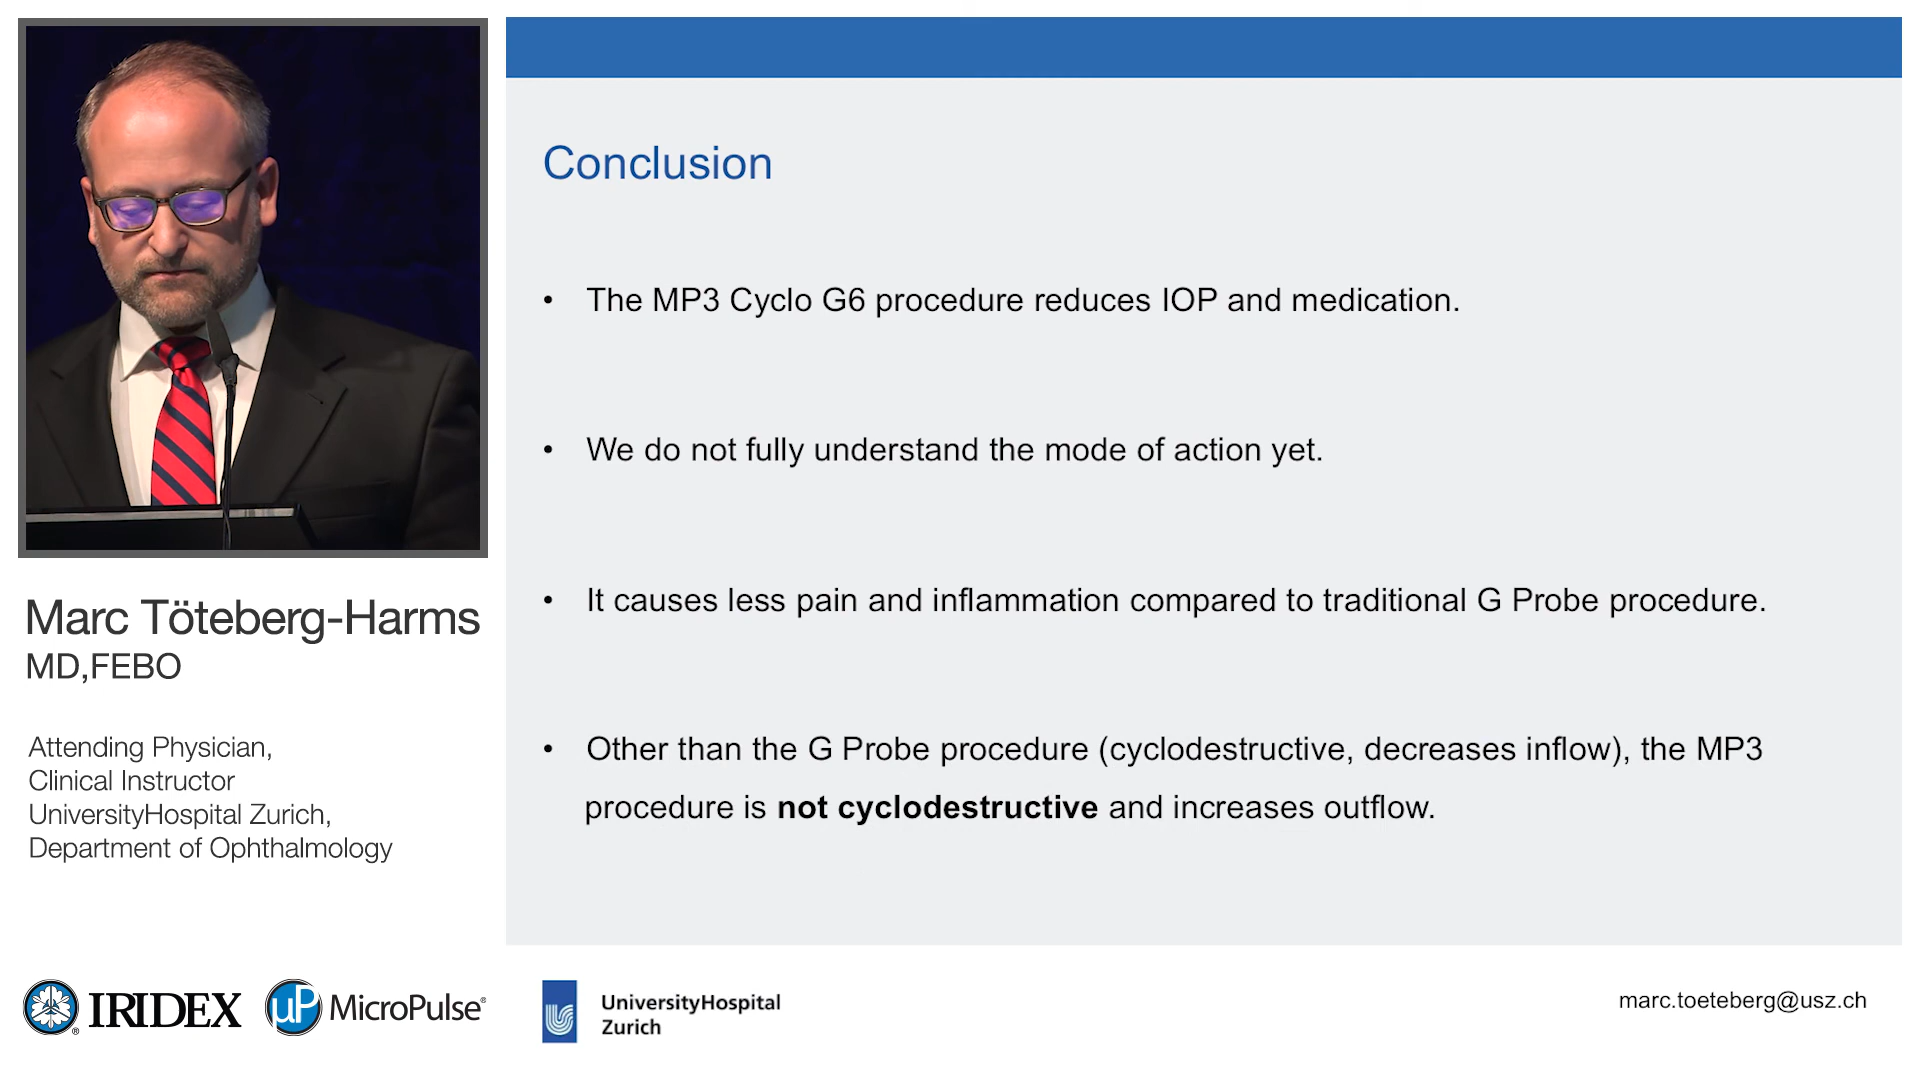 Conclusion
• The MP3 Cyclo G6 procedure reduces IOP and medication.
• We do not fully understand the mode of action yet.
• It causes less pain and inflammation compared to traditional G Probe procedure.
• Other than the G Probe procedure (cyclodestructive, decreases inflow), the MP3
procedure is not cyclodestructive and increases outflow.
Marc Töteberg-Harms
MD,FEBO
Attending Physician,
Clinical Instructor
UniversityHospital Zurich,
Department of Ophthalmology
® IRIDEX
µP MicroPulse®
UniversityHospital
Zurich
marc.toeteberg@usz.ch